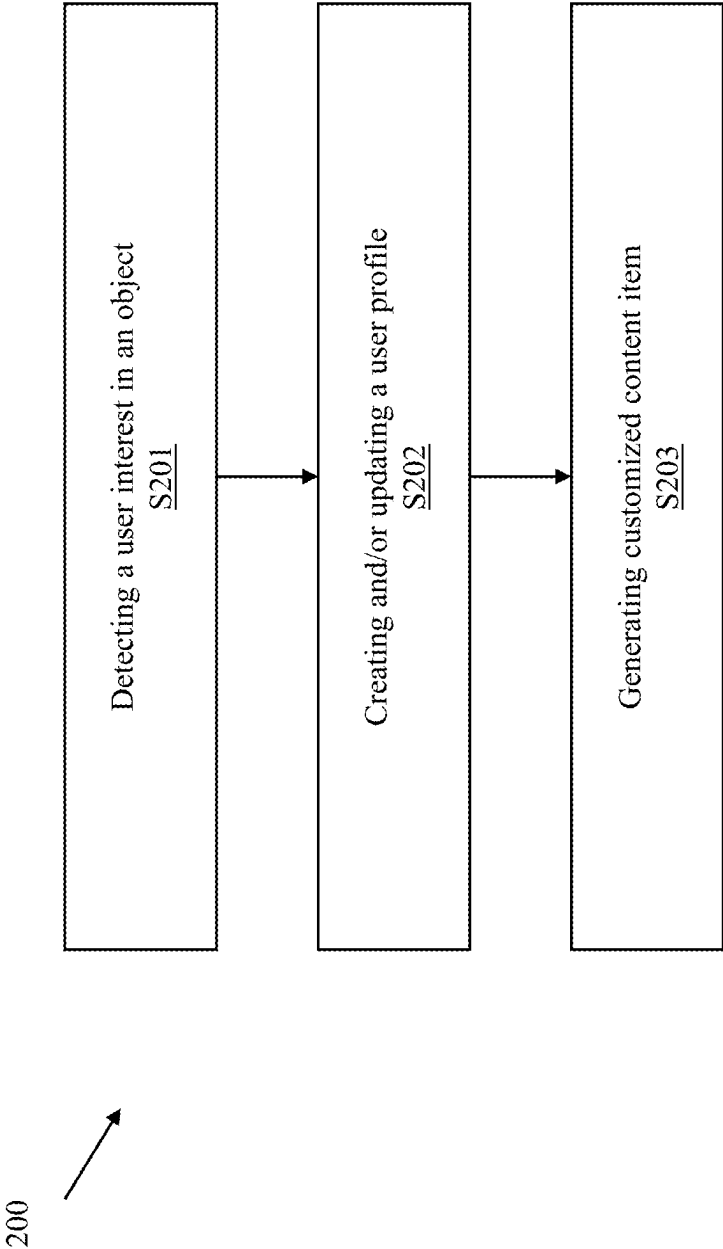 200
Detecting a user interest in an object
S201
Creating and/or updating a user profile
S202
Generating customized content item
S203